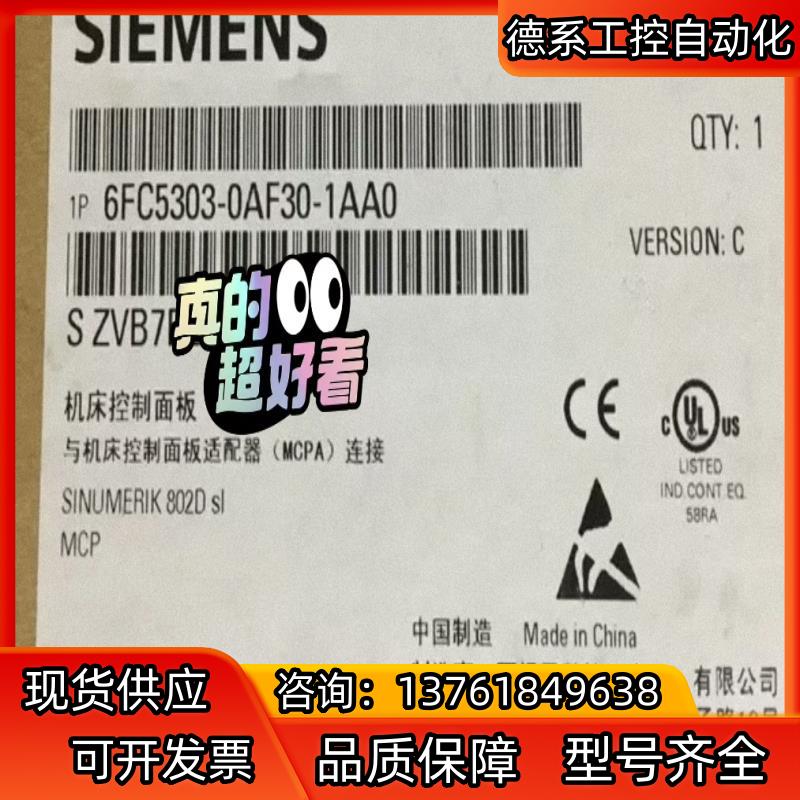 SIEMENS
德系工控自动化
QTY: 1
1P 6FC5303-0AF30-1AA0
VERSION: C
S ZVB7
真的
超好看
机床控制面板
与机床控制面板适配器（MCPA）连接
SINUMERIK 802D sl
MCP
CE
C UL US
LISTED
IND.CONT.EQ.
58RA
中国制造 Made in China
有限公司
现货供应
咨询：13761849638
可开发票
品质保障
型号齐全